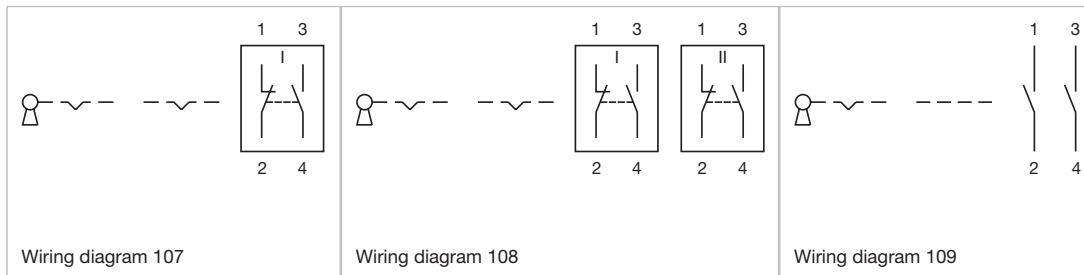 1 3
I
2 4
Wiring diagram 107
1 3 1 3
I II
2 4 2 4
Wiring diagram 108
1 3
2 4
Wiring diagram 109